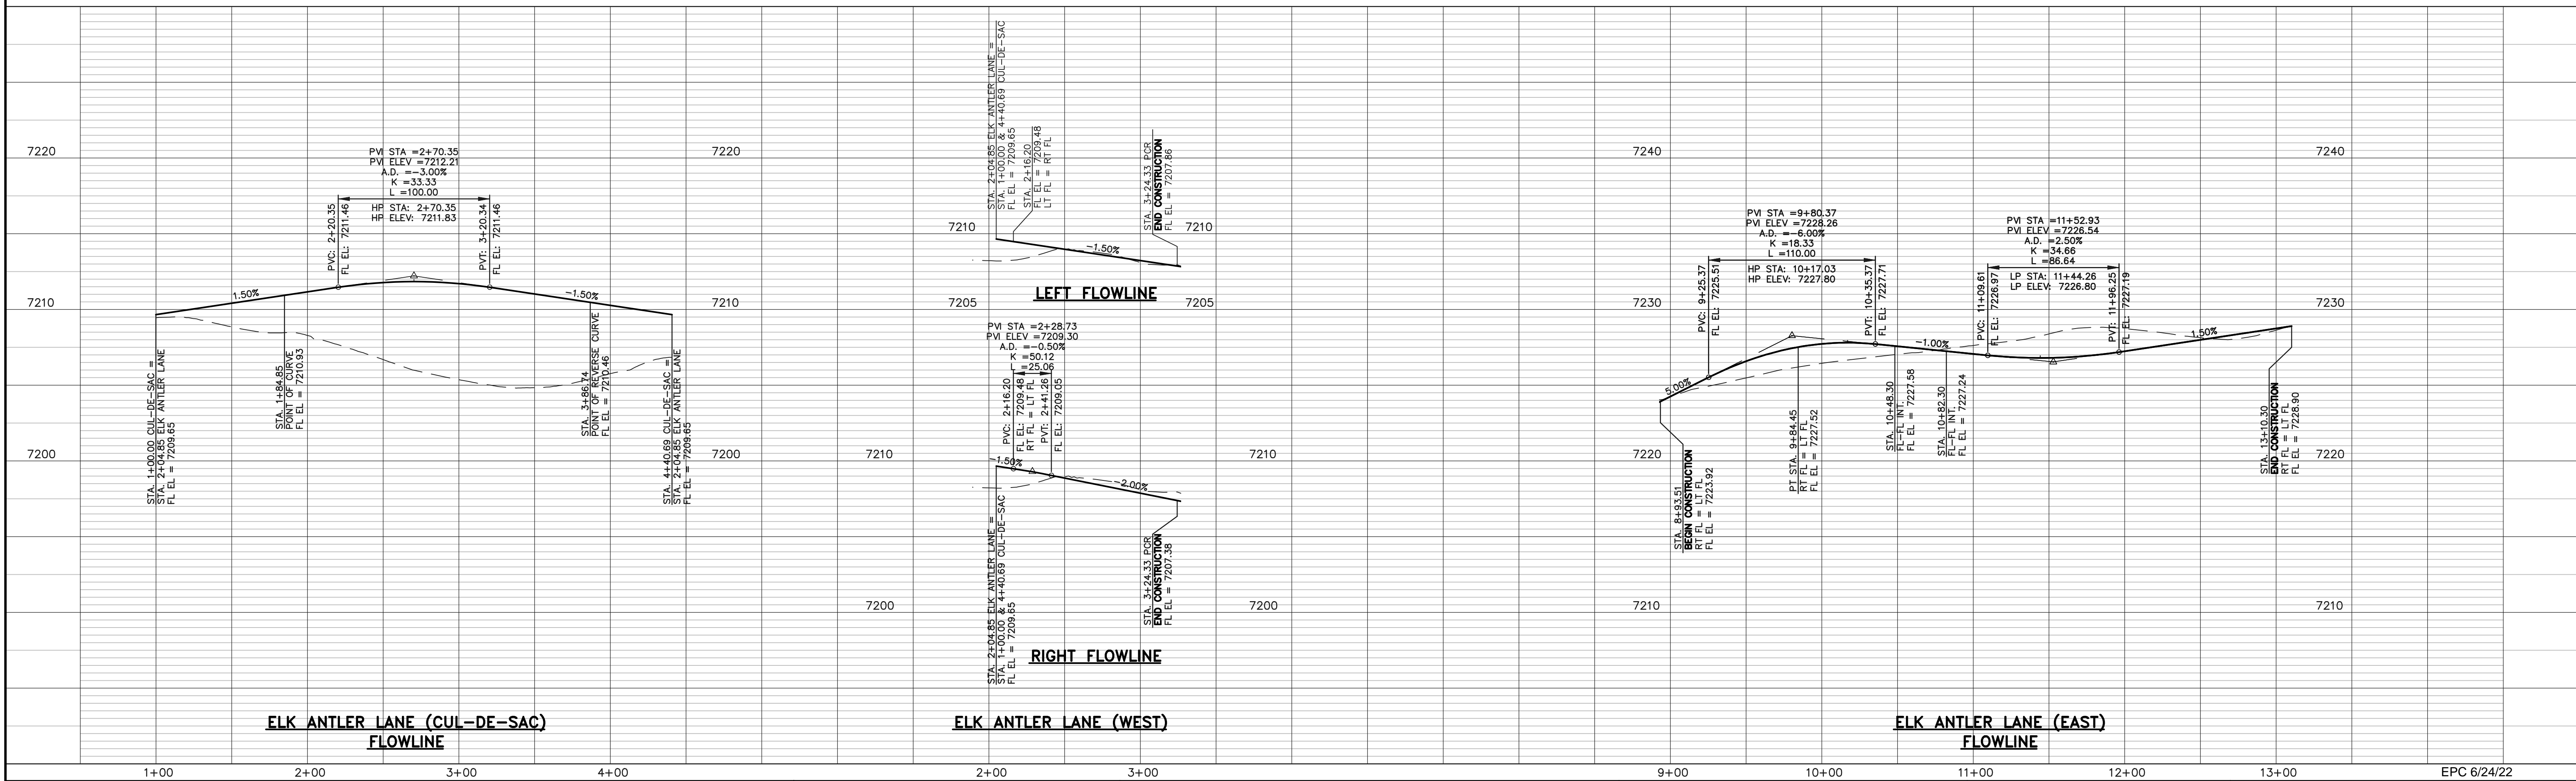 7220
7210
7200
PVI STA =2+70.35
PVI ELEV =7212.21
A.D. =-3.00%
K =33.33
L =100.00
HP STA: 2+70.35
HP ELEV: 7211.83
PVC: 2+20.35
FL EL: 7211.46
PVT: 3+20.34
FL EL: 7211.46
1.50%
-1.50%
STA. 1+00.00 CUL-DE-SAC =
STA. 2+04.85 ELK ANTLER LANE
FL EL = 7209.65
STA. 1+84.85
POINT OF CURVE
FL EL = 7210.93
STA. 3+86.74
POINT OF REVERSE CURVE
FL EL = 7210.46
STA. 4+40.69 CUL-DE-SAC =
STA. 2+04.85 ELK ANTLER LANE
FL EL = 7209.65
7220
7210
7200
ELK ANTLER LANE (CUL-DE-SAC)
FLOWLINE
1+00
2+00
3+00
4+00
STA. 2+04.85 ELK ANTLER LANE =
STA. 1+00.00 & 4+40.69 CUL-DE-SAC
FL EL = 7209.65
STA. 2+16.20
FL EL = 7209.48
LT FL = RT FL
STA. 3+24.33 PCR
END CONSTRUCTION
FL EL = 7207.86
7210
7210
-1.50%
7205
7205
LEFT FLOWLINE
PVI STA =2+28.73
PVI ELEV =7209.30
A.D. =-0.50%
K =50.12
L =25.06
PVC: 2+16.20
FL EL: 7209.48
RT FL = LT FL
PVT: 2+41.26
FL EL: 7209.05
7210
7210
-1.50%
-2.00%
STA. 2+04.85 ELK ANTLER LANE =
STA. 1+00.00 & 4+40.69 CUL-DE-SAC
FL EL = 7209.65
STA. 3+24.33 PCR
END CONSTRUCTION
FL EL = 7207.38
7200
7200
RIGHT FLOWLINE
ELK ANTLER LANE (WEST)
2+00
3+00
7240
7230
7220
7210
PVI STA =9+80.37
PVI ELEV =7228.26
A.D. =-6.00%
K =18.33
L =110.00
HP STA: 10+17.03
HP ELEV: 7227.80
PVC: 9+25.37
FL EL: 7225.51
PVT: 10+35.37
FL EL: 7227.71
PVI STA =11+52.93
PVI ELEV =7226.54
A.D. =2.50%
K =34.66
L =86.64
LP STA: 11+44.26
LP ELEV: 7226.80
PVC: 11+09.61
FL EL: 7226.97
PVT: 11+96.25
FL EL: 7227.19
5.00%
-1.00%
1.50%
STA. 8+93.51
BEGIN CONSTRUCTION
RT FL = LT FL
FL EL = 7223.92
PT STA. 9+84.45
RT FL = LT FL
FL EL = 7227.52
STA. 10+48.30
FL-FL INT.
FL EL = 7227.58
STA. 10+82.30
FL-FL INT.
FL EL = 7227.24
STA. 13+10.30
END CONSTRUCTION
RT FL = LT FL
FL EL = 7228.90
7240
7230
7220
7210
ELK ANTLER LANE (EAST)
FLOWLINE
9+00
10+00
11+00
12+00
13+00
EPC 6/24/22